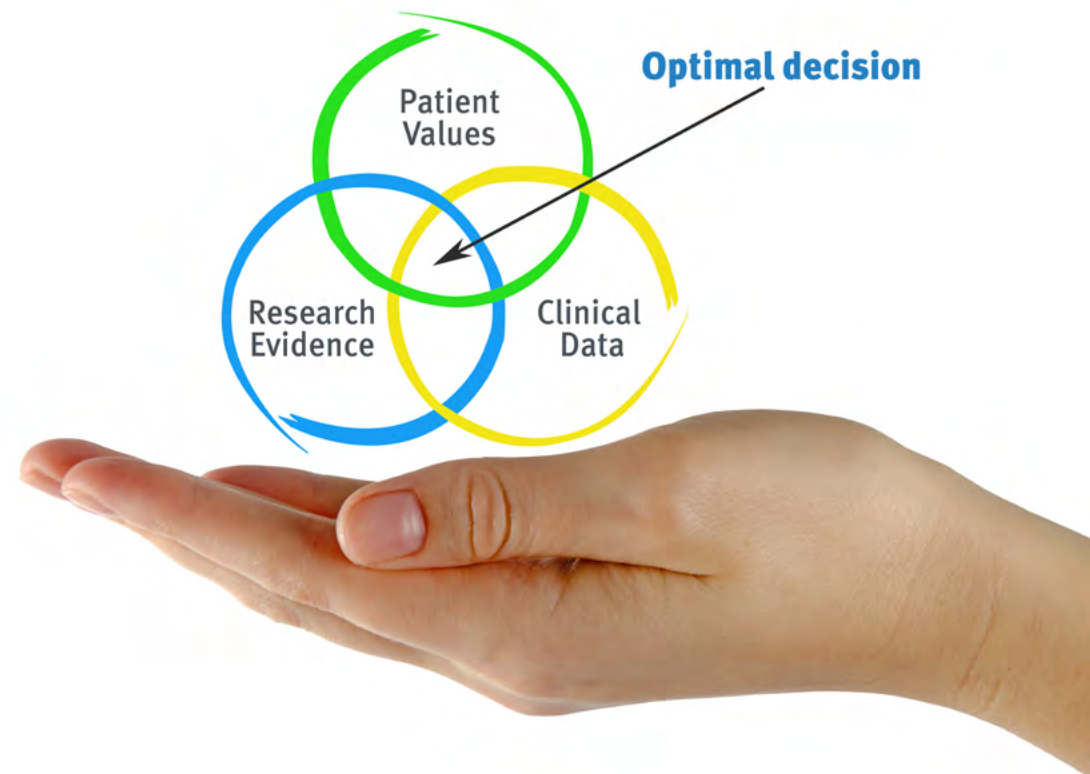 Optimal decision
Patient
Values
Research
Evidence
Clinical
Data